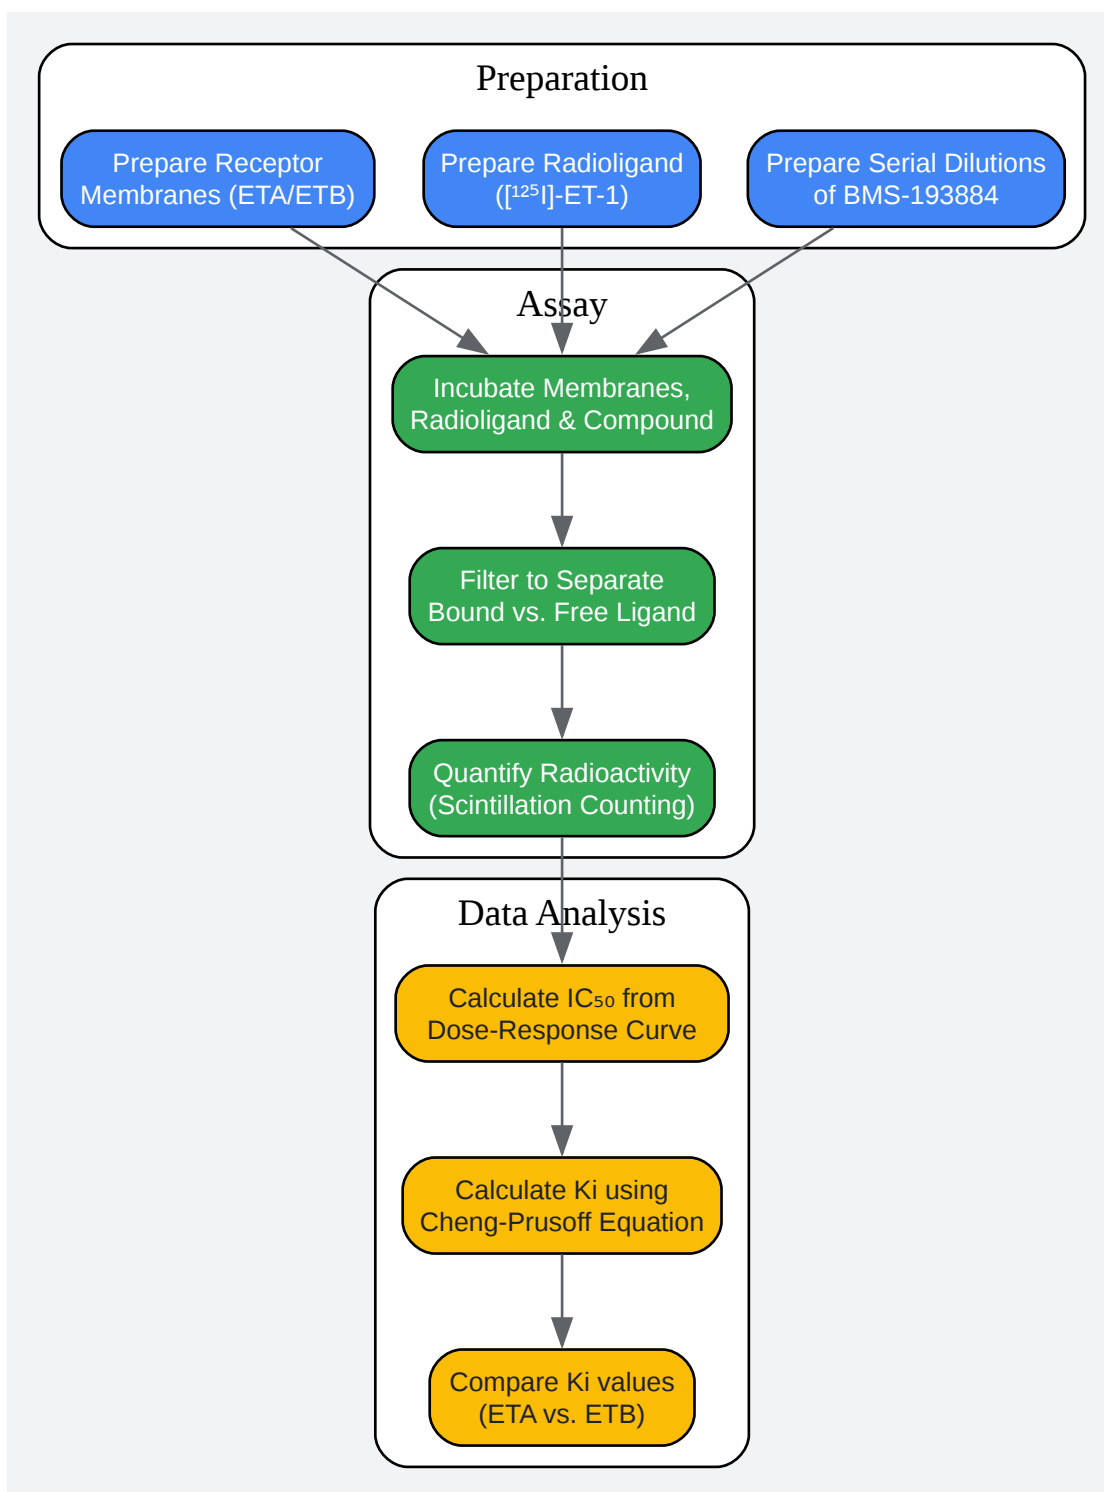 Preparation
Prepare Receptor
Membranes (ETA/ETB)
Prepare Radioligand
([¹²⁵I]-ET-1)
Prepare Serial Dilutions
of BMS-193884
Assay
Incubate Membranes,
Radioligand & Compound
Filter to Separate
Bound vs. Free Ligand
Quantify Radioactivity
(Scintillation Counting)
Data Analysis
Calculate IC₅₀ from
Dose-Response Curve
Calculate Ki using
Cheng-Prusoff Equation
Compare Ki values
(ETA vs. ETB)